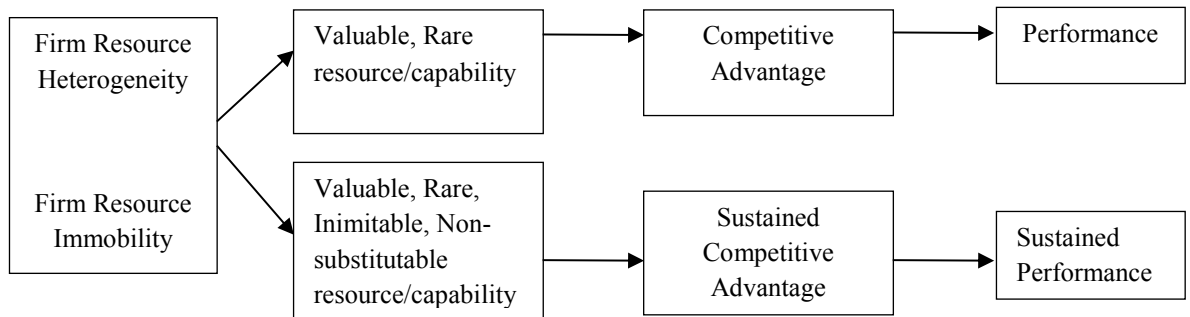 Firm Resource
Heterogeneity
Firm Resource
Immobility
Valuable, Rare
resource/capability
Competitive
Advantage
Performance
Valuable, Rare,
Inimitable, Non-
substitutable
resource/capability
Sustained
Competitive
Advantage
Sustained
Performance